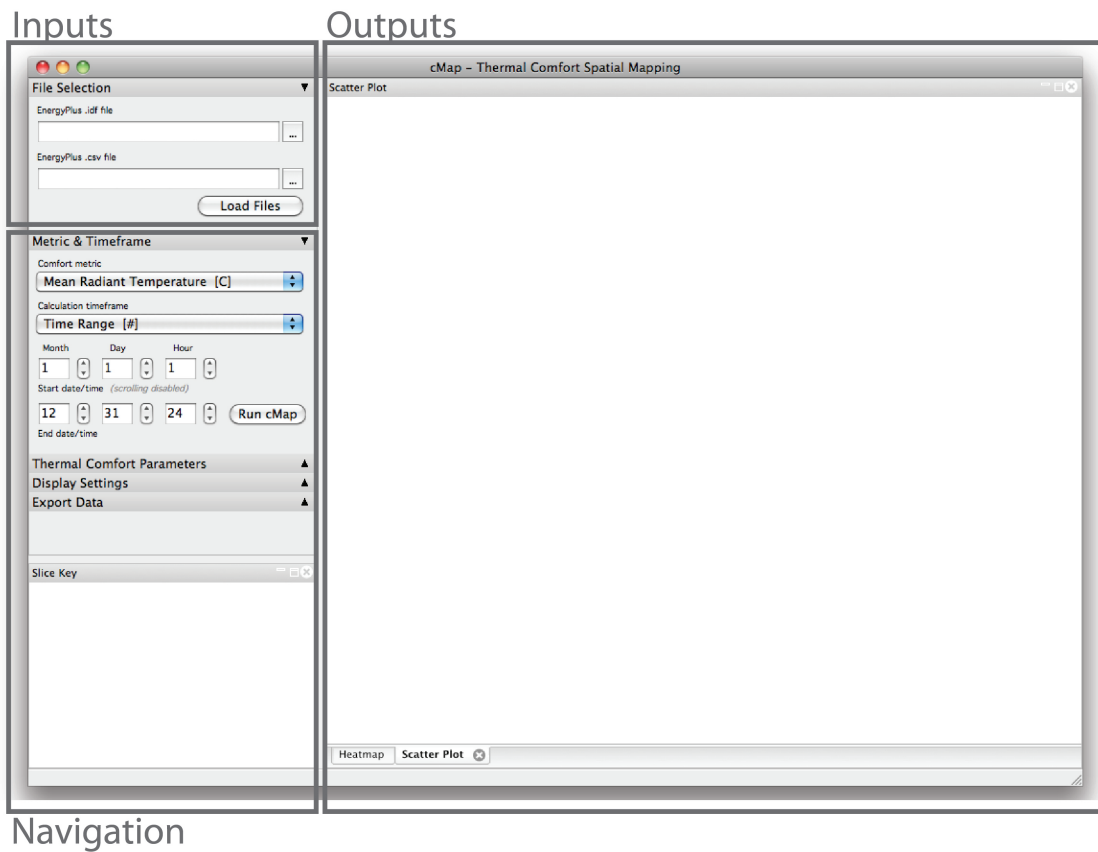 Inputs
Outputs
cMap – Thermal Comfort Spatial Mapping
File Selection
EnergyPlus .idf file
...
EnergyPlus .csv file
...
Load Files
Metric & Timeframe
Comfort metric
Mean Radiant Temperature [C]
Calculation timeframe
Time Range [#]
Month Day Hour
1 1 1
Start date/time (scrolling disabled)
12 31 24 Run cMap
End date/time
Thermal Comfort Parameters
Display Settings
Export Data
Slice Key
Scatter Plot
Heatmap Scatter Plot
Navigation